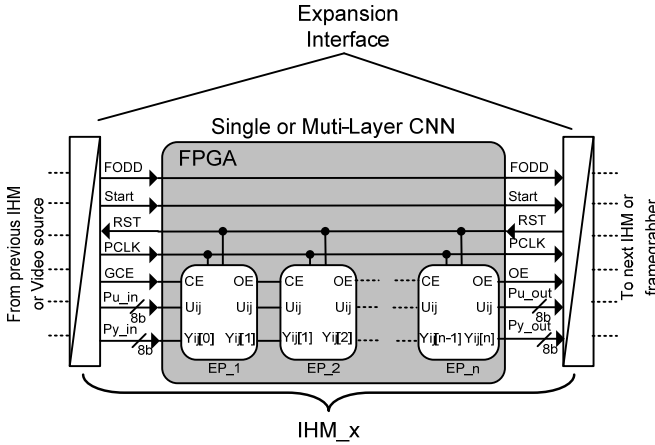 Expansion
Interface
Single or Muti-Layer CNN
FPGA
From previous IHM
or Video source
To next IHM or
framegrabber
FODD
FODD
Start
Start
RST
RST
PCLK
PCLK
GCE
CE OE
CE OE
CE OE
OE
Pu_in
8b
Uij
Uij
Uij
Pu_out
8b
Py_in
8b
Yij[0] Yij[1]
Yij[1] Yij[2]
Yij[n-1] Yij[n]
Py_out
8b
EP_1
EP_2
EP_n
IHM_x